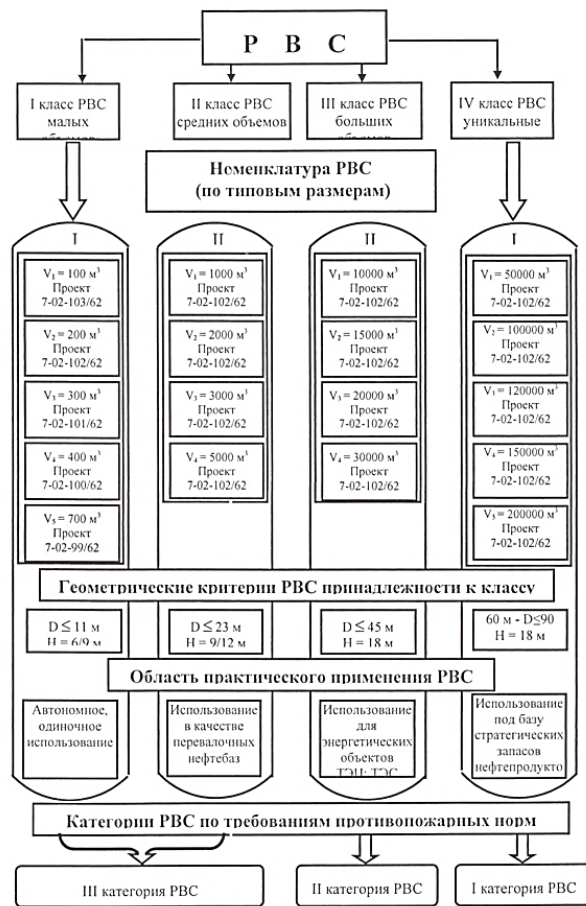 Р В С
I класс РВС
малых
II класс РВС
средних объемов
III класс РВС
больших
IV класс РВС
уникальные
Номенклатура РВС
(по типовым размерам)
I
V₁ = 100 м³
Проект
7-02-103/62
V₂ = 200 м³
Проект
7-02-102/62
V₃ = 300 м³
Проект
7-02-101/62
V₄ = 400 м³
Проект
7-02-100/62
V₅ = 700 м³
Проект
7-02-99/62
II
V₁ = 1000 м³
Проект
7-02-102/62
V₂ = 2000 м³
Проект
7-02-102/62
V₃ = 3000 м³
Проект
7-02-102/62
V₄ = 5000 м³
Проект
7-02-102/62
II
V₁ = 10000 м³
Проект
7-02-102/62
V₂ = 15000 м³
Проект
7-02-102/62
V₃ = 20000 м³
Проект
7-02-102/62
V₄ = 30000 м³
Проект
7-02-102/62
I
V₁ = 50000 м³
Проект
7-02-102/62
V₂ = 100000 м³
Проект
7-02-102/62
V₃ = 120000 м³
Проект
7-02-102/62
V₄ = 150000 м³
Проект
7-02-102/62
V₅ = 200000 м³
Проект
7-02-102/62
Геометрические критерии РВС принадлежности к классу
D ≤ 11 м
H = 6/9 м
D ≤ 23 м
H = 9/12 м
D ≤ 45 м
H = 18 м
60 м - D≤90
H = 18 м
Область практического применения РВС
Автономное,
одиночное
использование
Использование
в качестве
перевалочных
нефтебаз
Использование
для
энергетических
объектов
ТЭЦ; ТЭС
Использование
под базу
стратегических
запасов
нефтепродукто
Категории РВС по требованиям противопожарных норм
III категория РВС
II категория РВС
I категория РВС